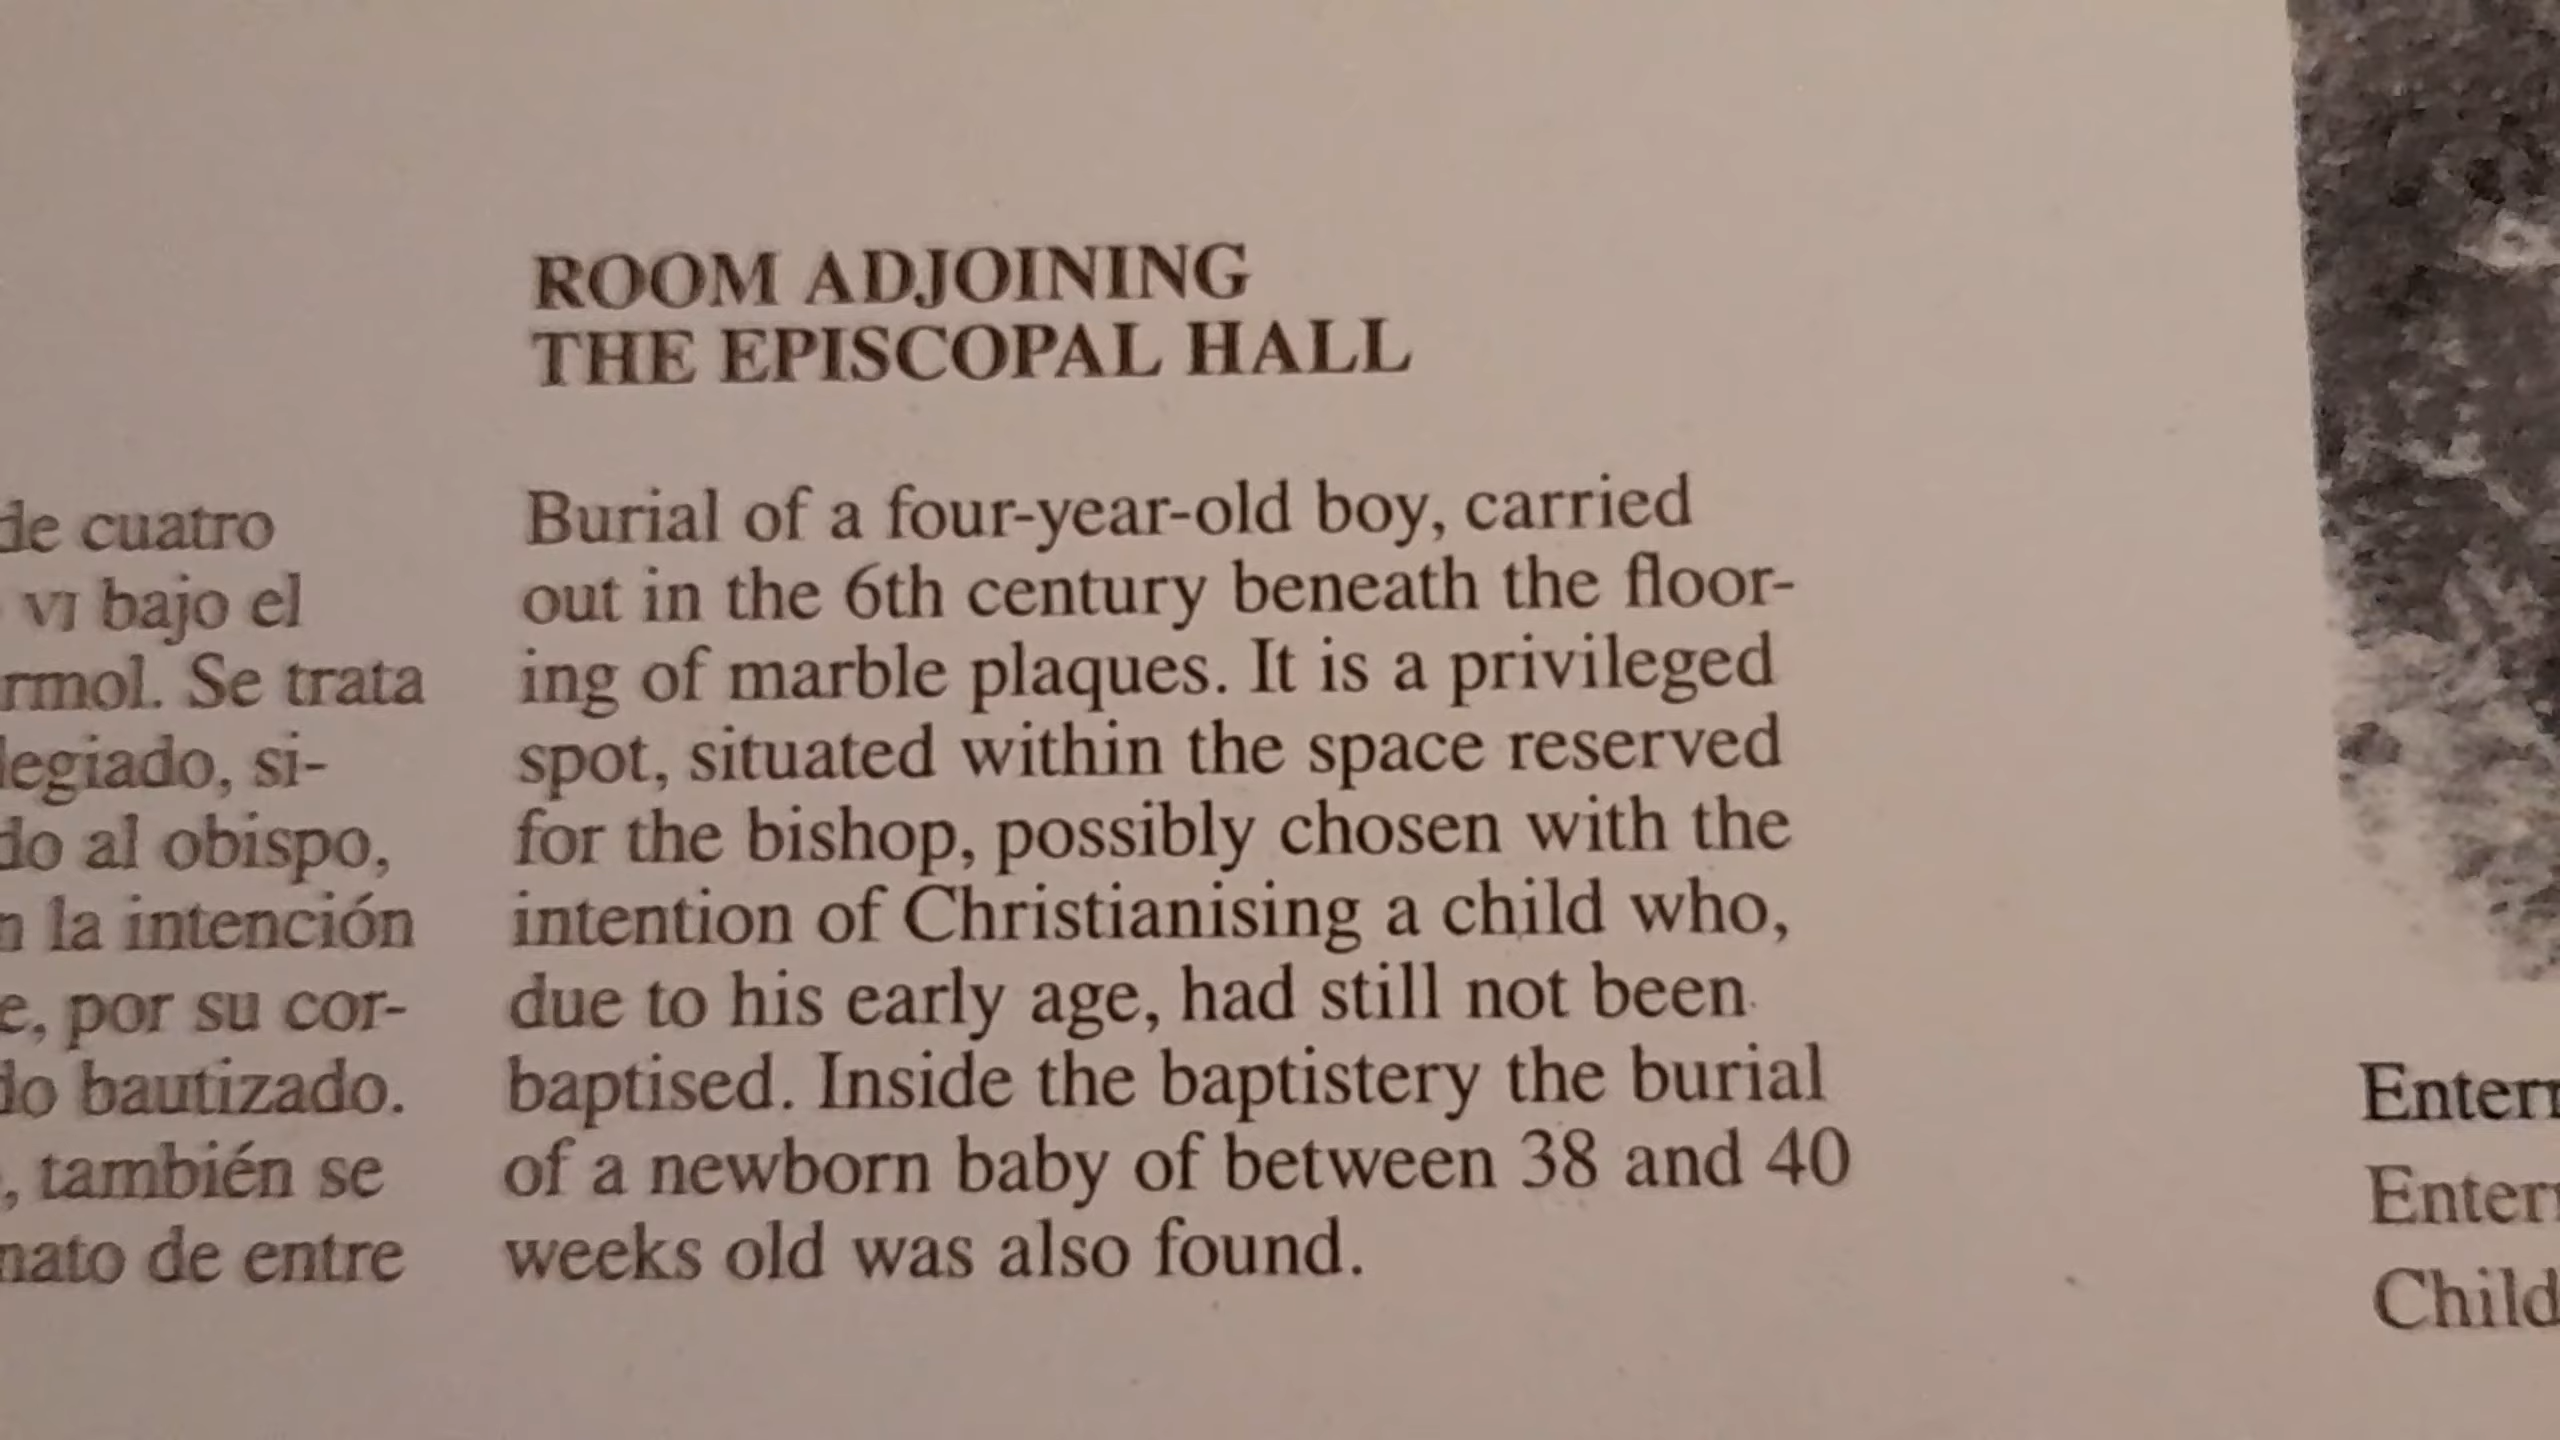 de cuatro
VI bajo el
rmol. Se trata
legiado, si-
do al obispo,
n la intención
e, por su cor-
do bautizado.
, también se
nato de entre
ROOM ADJOINING
THE EPISCOPAL HALL
Burial of a four-year-old boy, carried
out in the 6th century beneath the floor-
ing of marble plaques. It is a privileged
spot, situated within the space reserved
for the bishop, possibly chosen with the
intention of Christianising a child who,
due to his early age, had still not been
baptised. Inside the baptistery the burial
of a newborn baby of between 38 and 40
weeks old was also found.
Enterr
Enterr
Child